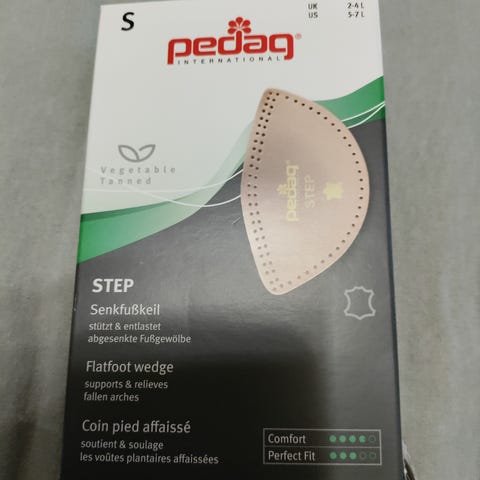 S
UK 2-4 L
US 5-7 L
pedag®
INTERNATIONAL
Vegetable
Tanned
pedag®
STEP
STEP
Senkfußkeil
stützt & entlastet
abgesenkte Fußgewölbe
Flatfoot wedge
supports & relieves
fallen arches
Coin pied affaissé
soutient & soulage
les voûtes plantaires affaissées
Comfort
Perfect Fit